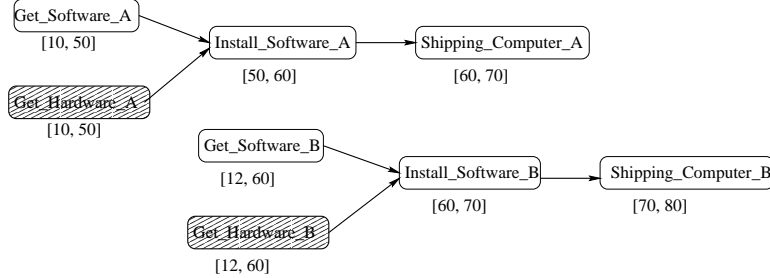 Get_Software_A
[10, 50]
Install_Software_A
[50, 60]
Shipping_Computer_A
[60, 70]
Get_Hardware_A
[10, 50]
Get_Software_B
[12, 60]
Install_Software_B
[60, 70]
Shipping_Computer_B
[70, 80]
Get_Hardware_B
[12, 60]